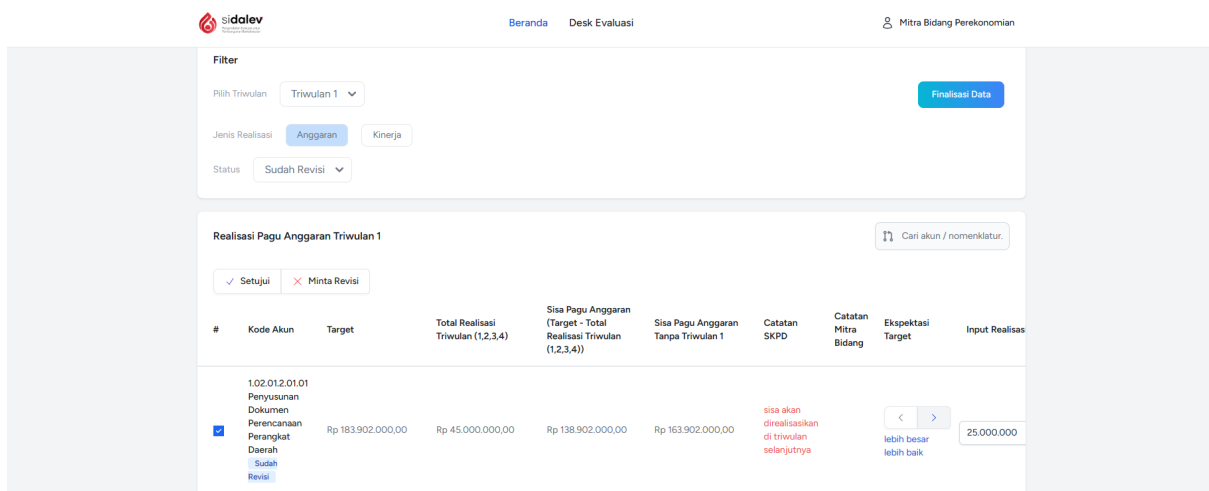 sidalev
Beranda
Desk Evaluasi
Mitra Bidang Perekonomian
Filter
Pilih Triwulan
Triwulan 1
Finalisasi Data
Jenis Realisasi
Anggaran
Kinerja
Status
Sudah Revisi
Realisasi Pagu Anggaran Triwulan 1
Cari akun / nomenklatur.
Setujui
Minta Revisi
#
Kode Akun
Target
Total Realisasi
Triwulan (1,2,3,4)
Sisa Pagu Anggaran
(Target - Total
Realisasi Triwulan
(1,2,3,4))
Sisa Pagu Anggaran
Tanpa Triwulan 1
Catatan
SKPD
Catatan
Mitra
Bidang
Ekspektasi
Target
Input Realisas
1.02.01.2.01.01
Penyusunan
Dokumen
Perencanaan
Perangkat
Daerah
Sudah
Revisi
Rp 183.902.000,00
Rp 45.000.000,00
Rp 138.902.000,00
Rp 163.902.000,00
sisa akan
direalisasikan
di triwulan
selanjutnya
lebih besar
lebih baik
25.000.000